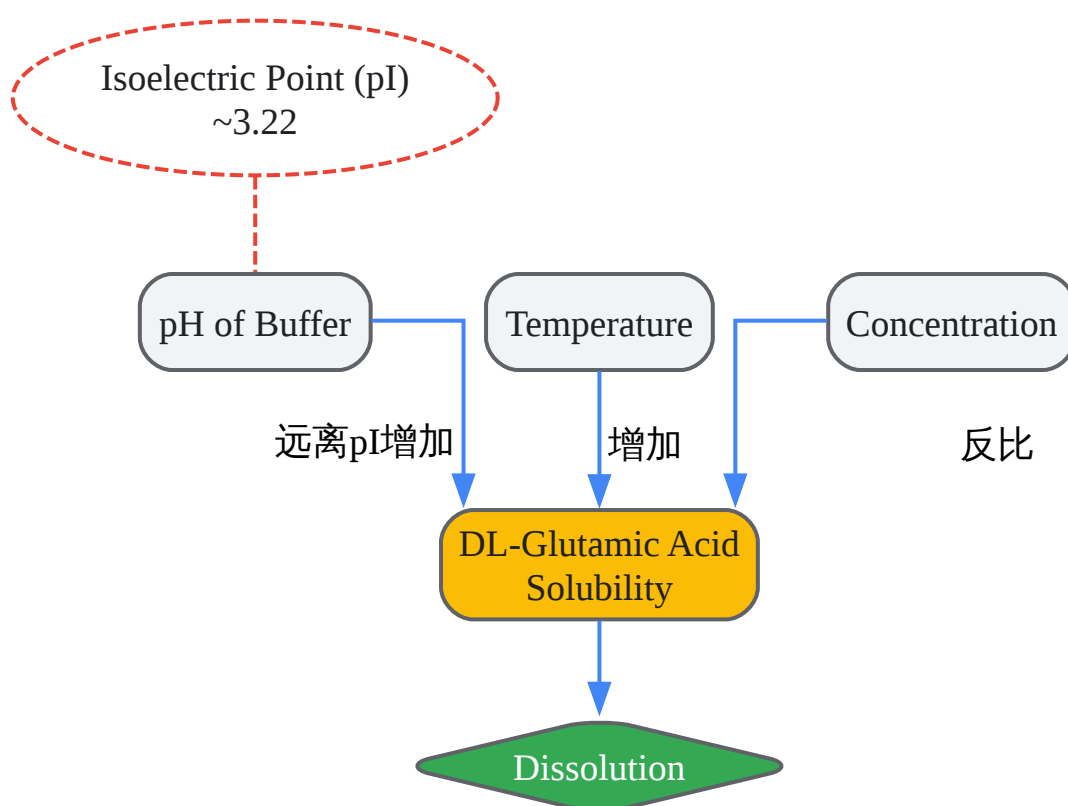 Isoelectric Point (pI)
~3.22
pH of Buffer
Temperature
Concentration
远离pI增加
增加
反比
DL-Glutamic Acid
Solubility
Dissolution